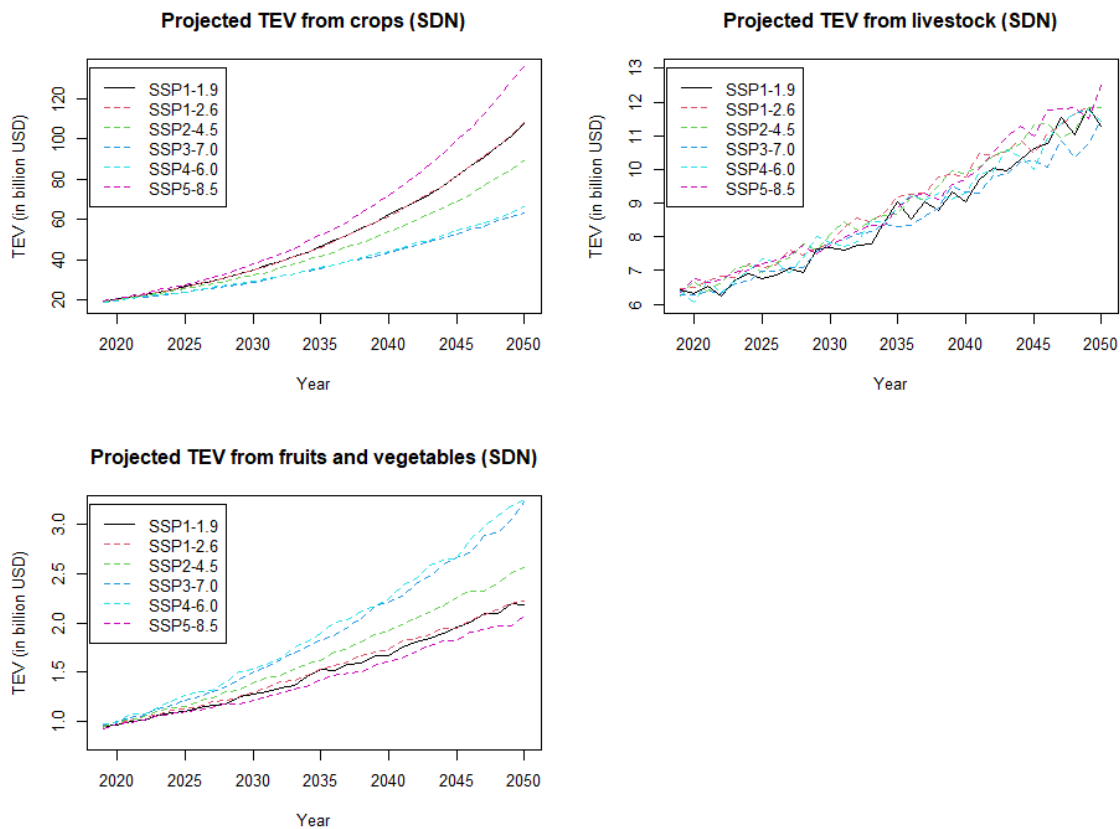 Projected TEV from crops (SDN)
TEV (in billion USD)
120
100
80
60
40
20
SSP1-1.9
SSP1-2.6
SSP2-4.5
SSP3-7.0
SSP4-6.0
SSP5-8.5
2020 2025 2030 2035 2040 2045 2050
Year
Projected TEV from livestock (SDN)
TEV (in billion USD)
13
12
11
10
9
8
7
6
SSP1-1.9
SSP1-2.6
SSP2-4.5
SSP3-7.0
SSP4-6.0
SSP5-8.5
2020 2025 2030 2035 2040 2045 2050
Year
Projected TEV from fruits and vegetables (SDN)
TEV (in billion USD)
3.0
2.5
2.0
1.5
1.0
SSP1-1.9
SSP1-2.6
SSP2-4.5
SSP3-7.0
SSP4-6.0
SSP5-8.5
2020 2025 2030 2035 2040 2045 2050
Year